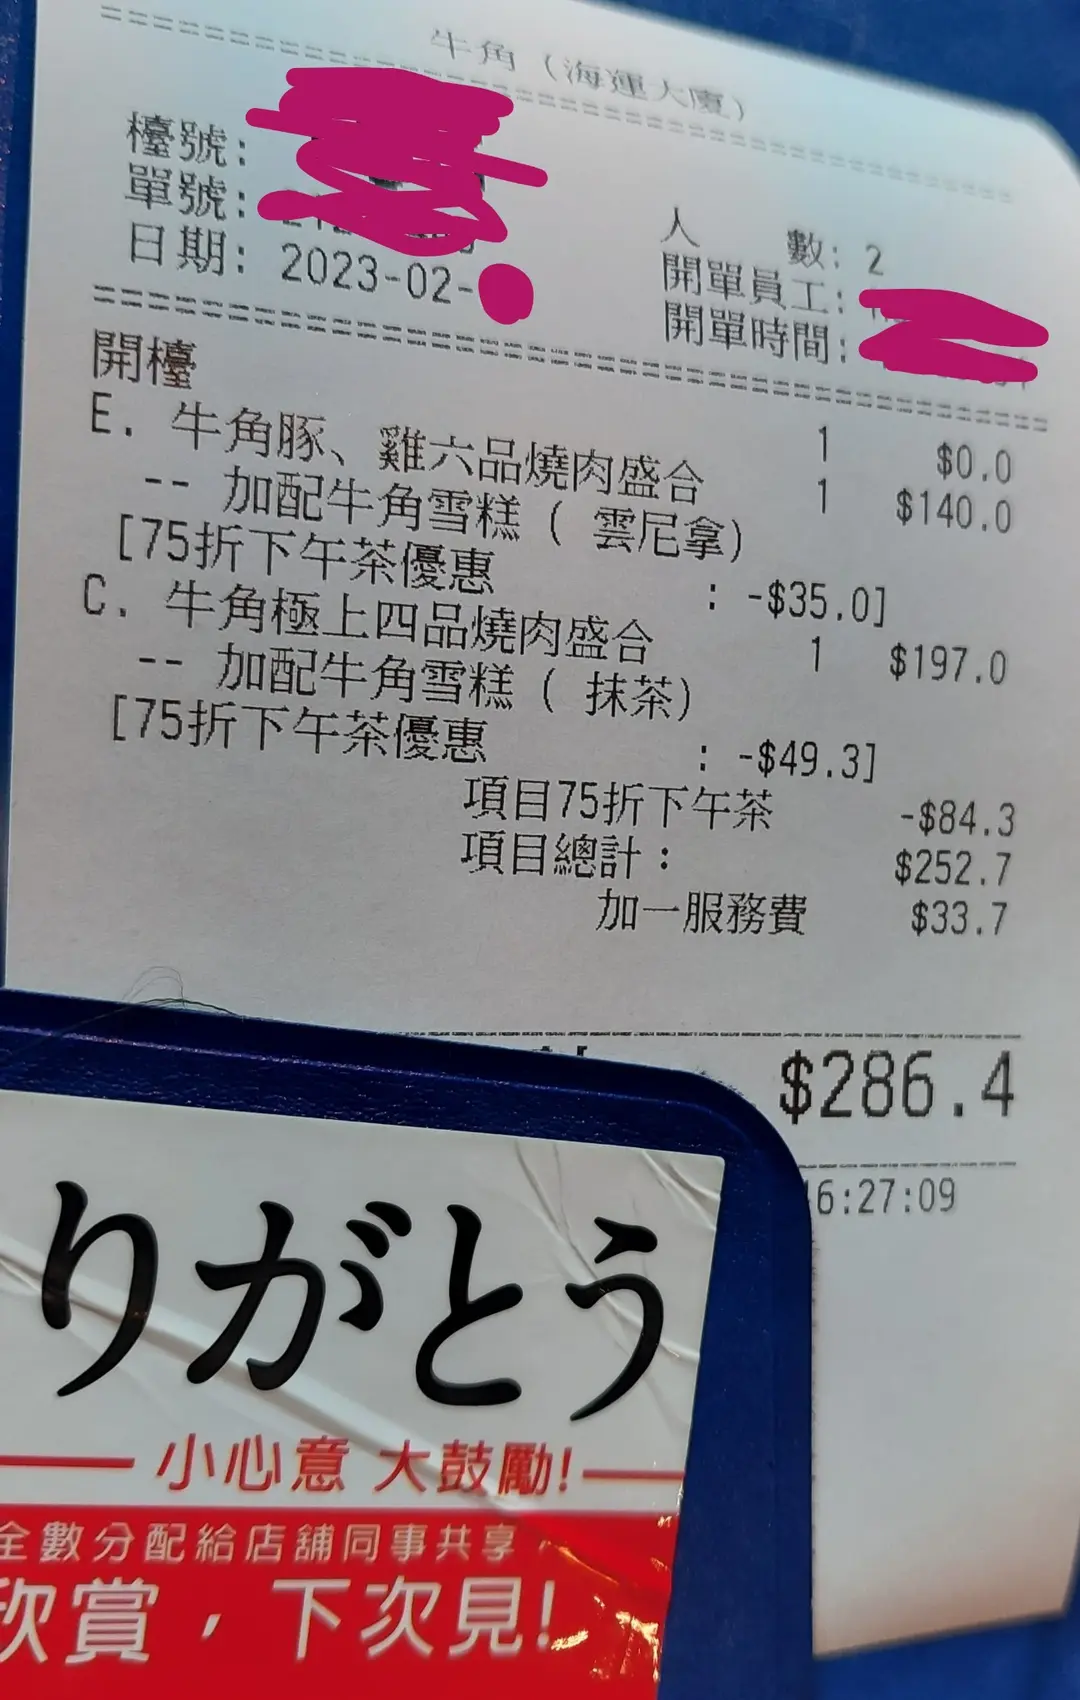 牛角（海運大廈）
檯號:
單號:
日期: 2023-02-
人 數: 2
開單員工:
開單時間:
開檯 1 $0.0
E. 牛角豚、雞六品燒肉盛合 1 $140.0
-- 加配牛角雪糕 ( 雲尼拿)
[75折下午茶優惠 : -$35.0]
C. 牛角極上四品燒肉盛合 1 $197.0
-- 加配牛角雪糕 ( 抹茶)
[75折下午茶優惠 : -$49.3]
項目75折下午茶 -$84.3
項目總計: $252.7
加一服務費 $33.7
$286.4
6:27:09
りがとう
小心意 大鼓勵!
全數分配給店舖同事共享
欣賞，下次見!